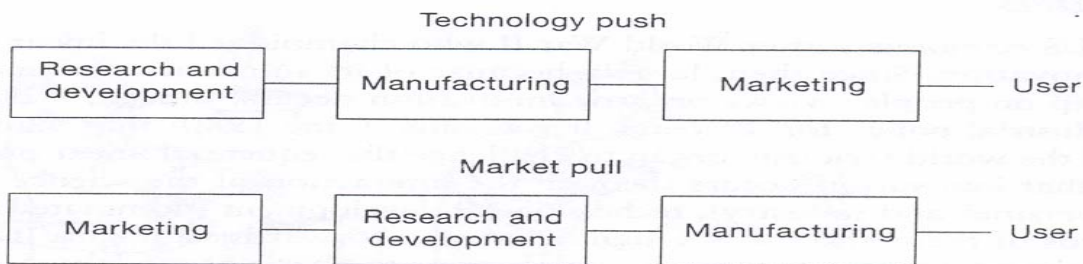 Technology push
Research and
development
Manufacturing
Marketing
User
Market pull
Marketing
Research and
development
Manufacturing
User